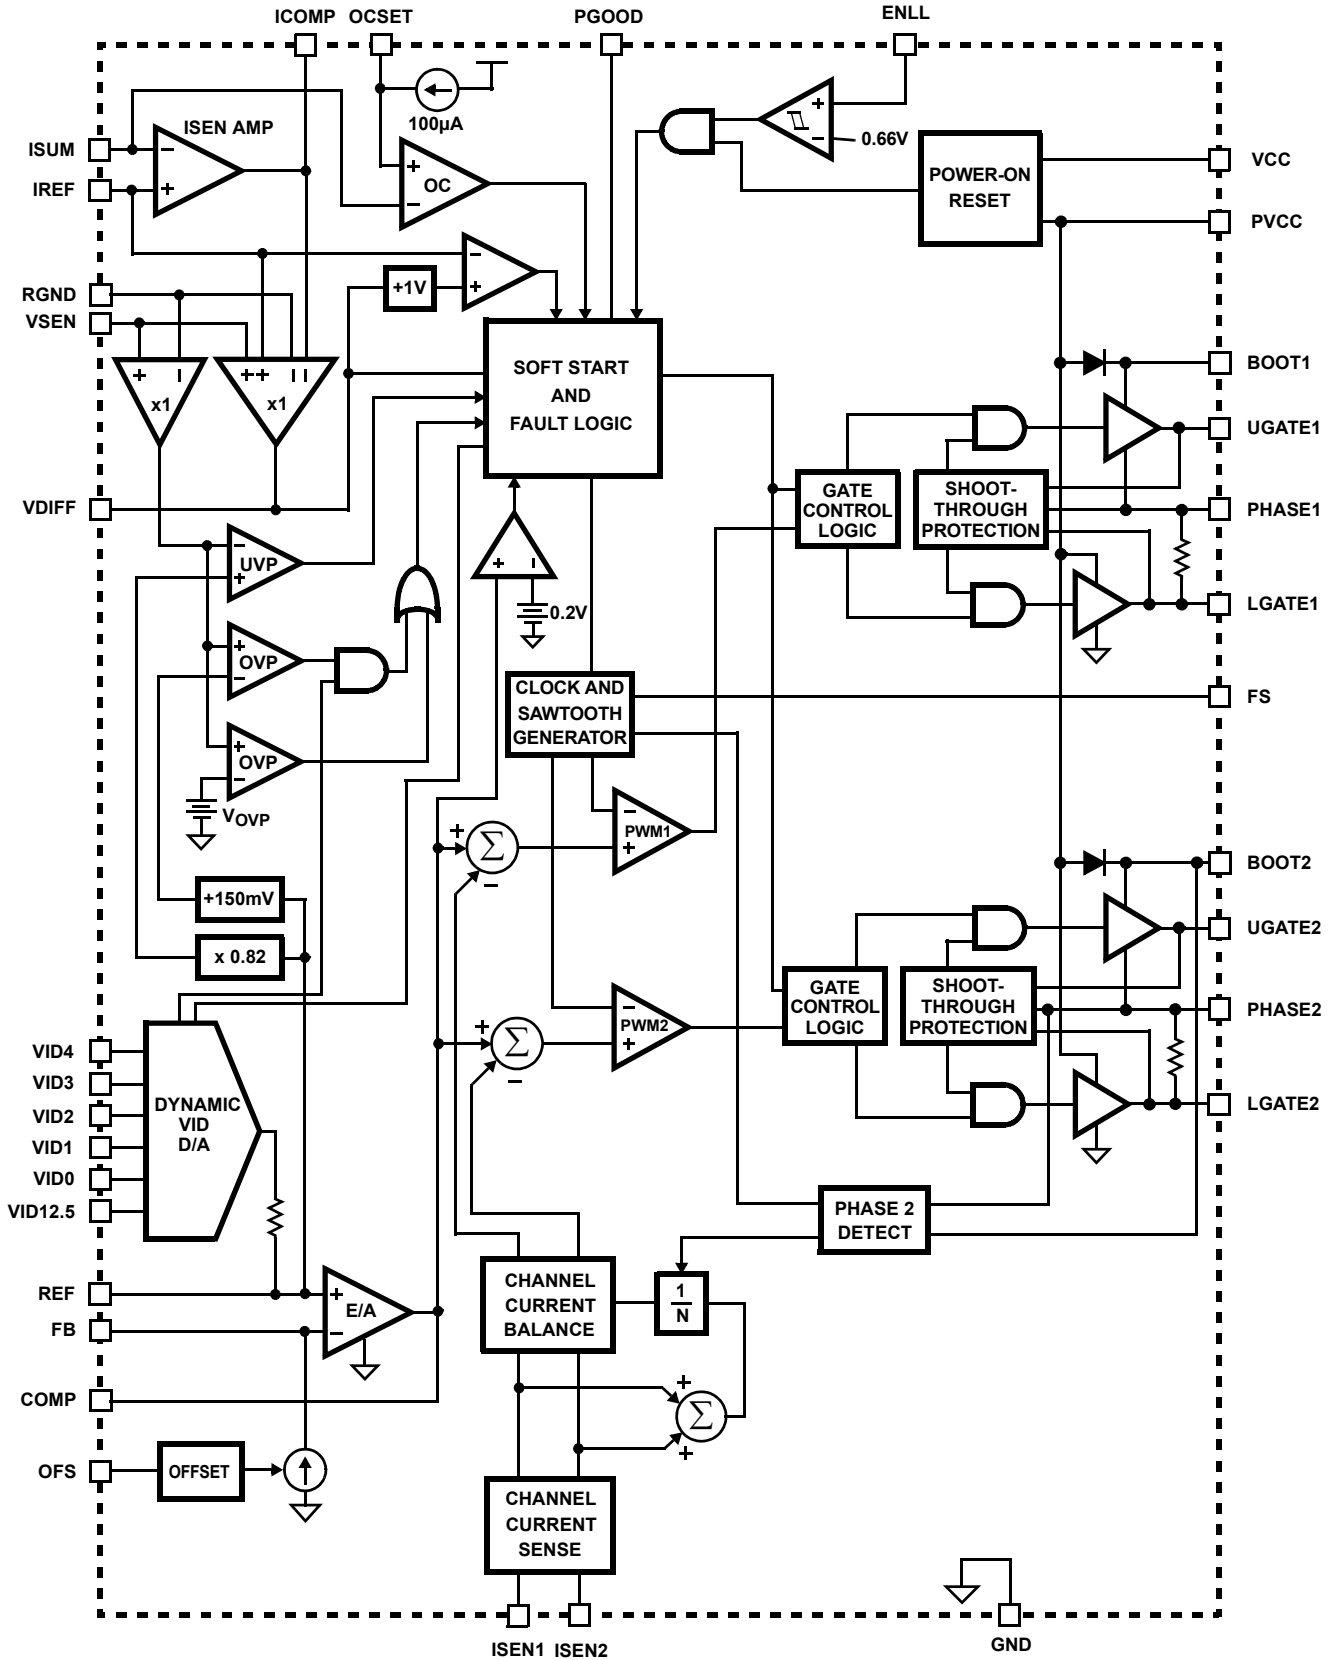 ICOMP OCSET PGOOD ENLL
ISEN AMP
100µA
ISUM
−
+
IREF
+
−
OC
+
−
0.66V
POWER-ON
RESET
VCC
PVCC
−
+
+1V
RGND
VSEN
+ −
x1
++ − −
x1
SOFT START
AND
FAULT LOGIC
BOOT1
UGATE1
VDIFF
GATE
CONTROL
LOGIC
SHOOT-
THROUGH
PROTECTION
PHASE1
−
+
UVP
+ −
0.2V
LGATE1
+
−
OVP
CLOCK AND
SAWTOOTH
GENERATOR
FS
+
−
OVP
VOVP
+
Σ
−
−
+
PWM1
+150mV
x 0.82
BOOT2
UGATE2
GATE
CONTROL
LOGIC
SHOOT-
THROUGH
PROTECTION
PHASE2
+
Σ
−
−
+
PWM2
VID4
VID3
VID2
VID1
VID0
VID12.5
DYNAMIC
VID
D/A
LGATE2
PHASE 2
DETECT
REF
FB
+
−
E/A
CHANNEL
CURRENT
BALANCE
1
N
COMP
+
Σ
+
OFS
OFFSET
CHANNEL
CURRENT
SENSE
ISEN1 ISEN2
GND